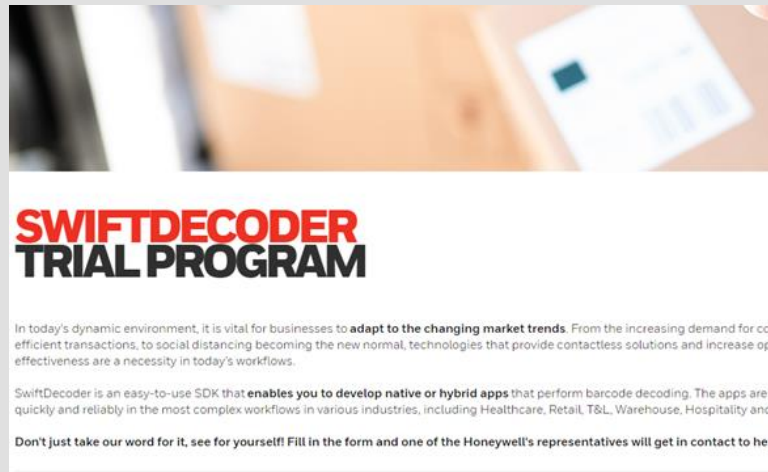 SWIFTDECODER
TRIAL PROGRAM
In today's dynamic environment, it is vital for businesses to adapt to the changing market trends. From the increasing demand for
efficient transactions, to social distancing becoming the new normal, technologies that provide contactless solutions and increase
effectiveness are a necessity in today's workflows.
SwiftDecoder is an easy-to-use SDK that enables you to develop native or hybrid apps that perform barcode decoding. The apps are
quickly and reliably in the most complex workflows in various industries, including Healthcare, Retail, T&L, Warehouse, Hospitality and
Don't just take our word for it, see for yourself! Fill in the form and one of the Honeywell's representatives will get in contact to